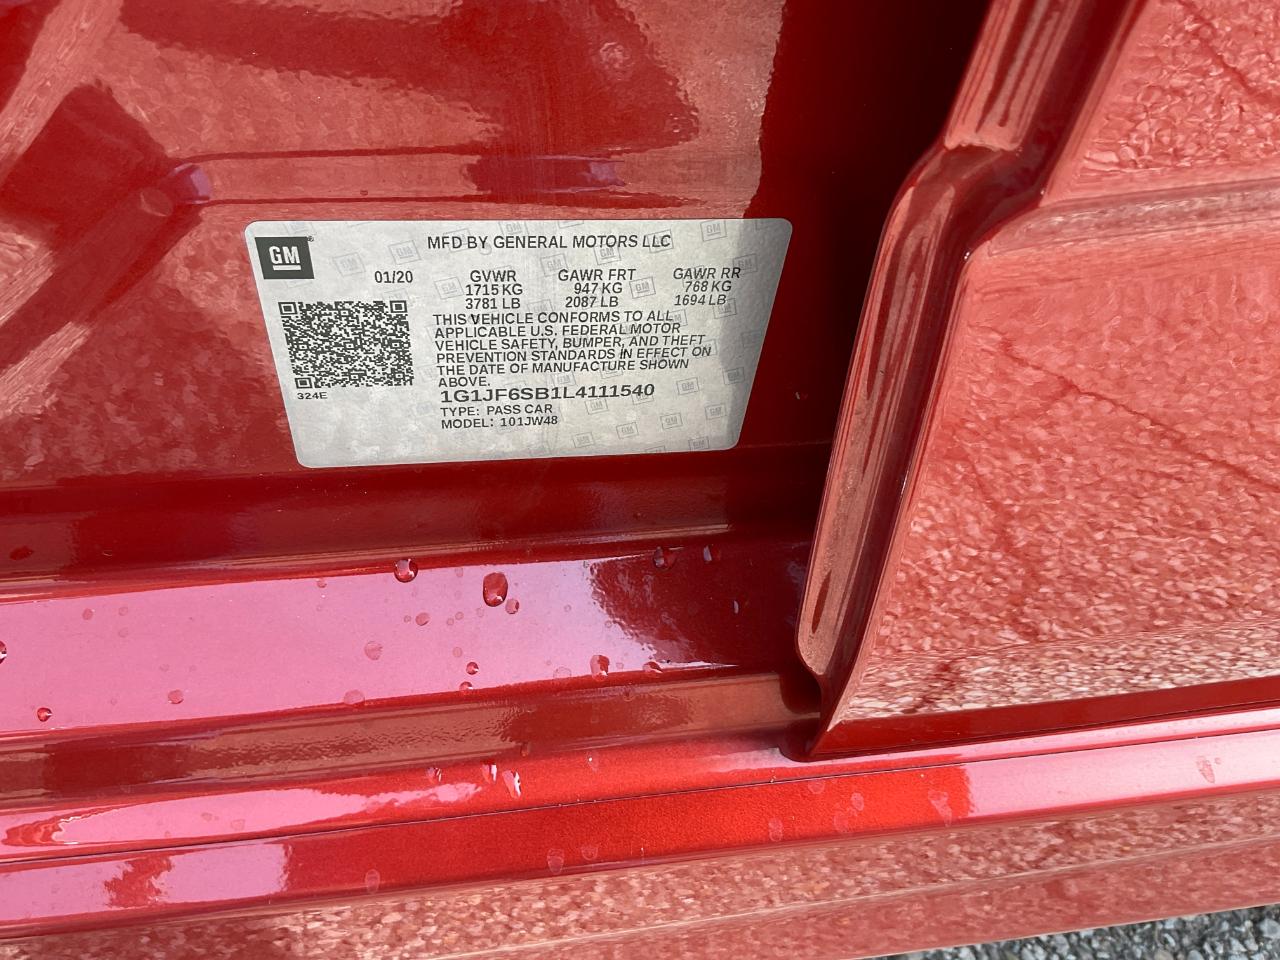 GM
MFD BY GENERAL MOTORS LLC
01/20
GVWR GAWR FRT GAWR RR
1715 KG 947 KG 768 KG
3781 LB 2087 LB 1694 LB
THIS VEHICLE CONFORMS TO ALL
APPLICABLE U.S. FEDERAL MOTOR
VEHICLE SAFETY, BUMPER, AND THEFT
PREVENTION STANDARDS IN EFFECT ON
THE DATE OF MANUFACTURE SHOWN
ABOVE.
324E
1G1JF6SB1L4111540
TYPE: PASS CAR
MODEL: 101JW48